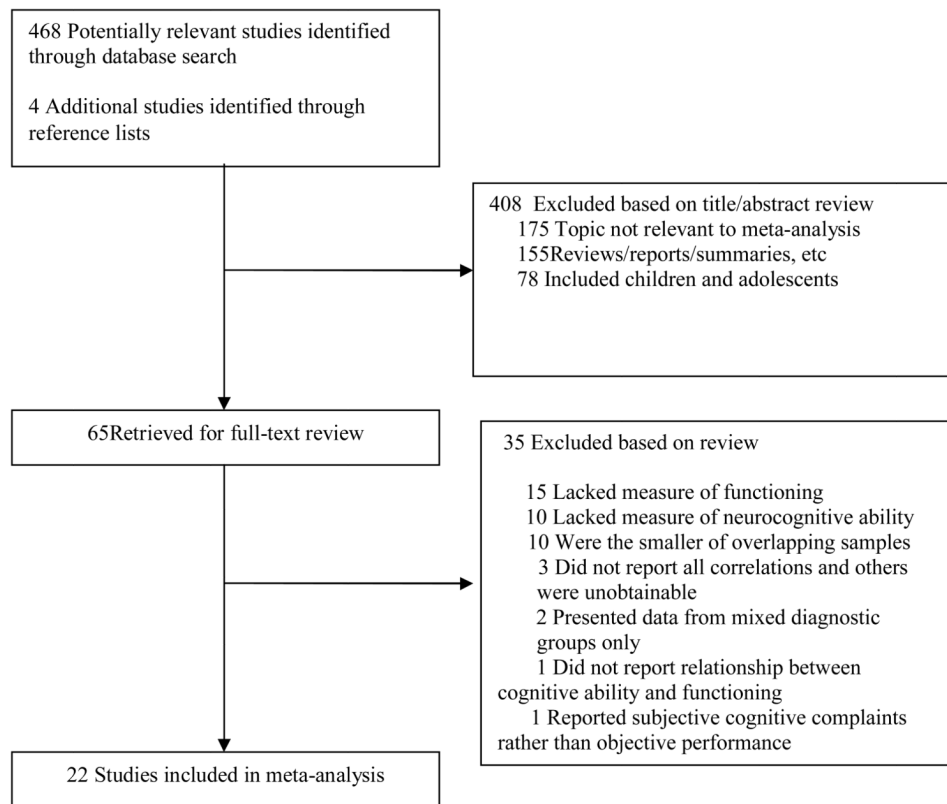 468 Potentially relevant studies identified
through database search
4 Additional studies identified through
reference lists
408 Excluded based on title/abstract review
175 Topic not relevant to meta-analysis
155Reviews/reports/summaries, etc
78 Included children and adolescents
65Retrieved for full-text review
35 Excluded based on review
15 Lacked measure of functioning
10 Lacked measure of neurocognitive ability
10 Were the smaller of overlapping samples
3 Did not report all correlations and others
were unobtainable
2 Presented data from mixed diagnostic
groups only
1 Did not report relationship between
cognitive ability and functioning
1 Reported subjective cognitive complaints
rather than objective performance
22 Studies included in meta-analysis